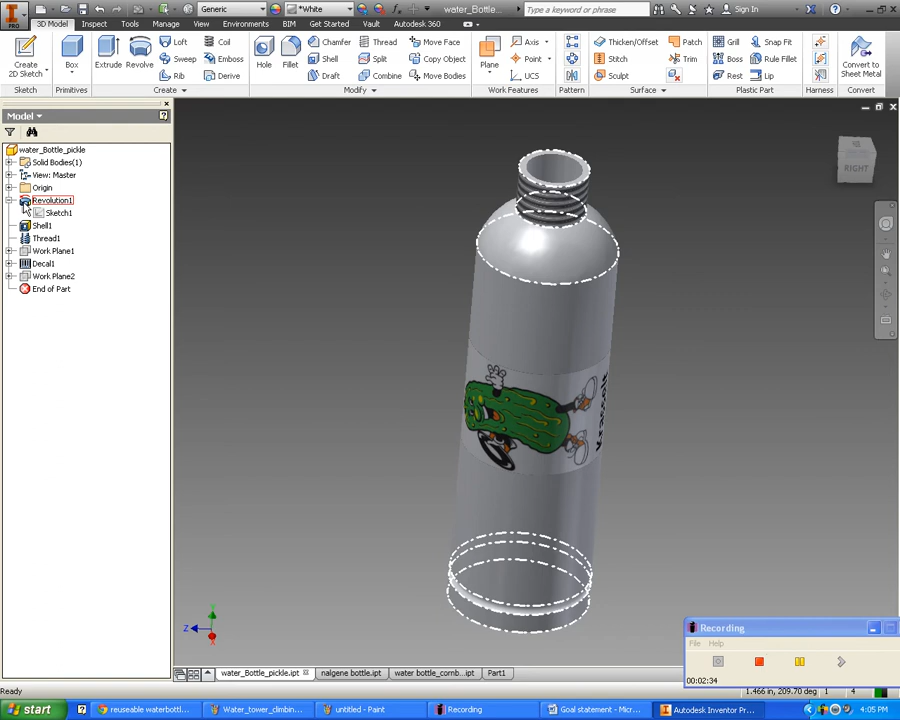 Generic
*White
water_Bottle...
Type a keyword or phrase
Sign In
PRO
3D Model
Inspect
Tools
Manage
View
Environments
BIM
Get Started
Vault
Autodesk 360
Create
2D Sketch
Box
Extrude
Revolve
Loft
Coil
Sweep
Emboss
Rib
Derive
Hole
Fillet
Chamfer
Thread
Move Face
Shell
Split
Copy Object
Draft
Combine
Move Bodies
Plane
Axis
Point
UCS
Thicken/Offset
Patch
Stitch
Trim
Sculpt
Grill
Snap Fit
Boss
Rule Fillet
Rest
Lip
Convert to
Sheet Metal
Sketch
Primitives
Create
Modify
Work Features
Pattern
Surface
Plastic Part
Harness
Convert
Model
water_Bottle_pickle
Solid Bodies(1)
View: Master
Origin
Revolution1
Sketch1
Shell1
Thread1
Work Plane1
Decal1
Work Plane2
End of Part
RIGHT
Z
Y
X
Recording
File Help
00:02:34
water_Bottle_pickle.ipt
nalgene bottle.ipt
water bottle_comb...ipt
Part1
Ready
1.466 in, 209.70 deg
1
4
start
reusable waterbottl...
Water_tower_climbin...
untitled - Paint
Recording
Goal statement - Micr...
Autodesk Inventor Pr...
4:05 PM